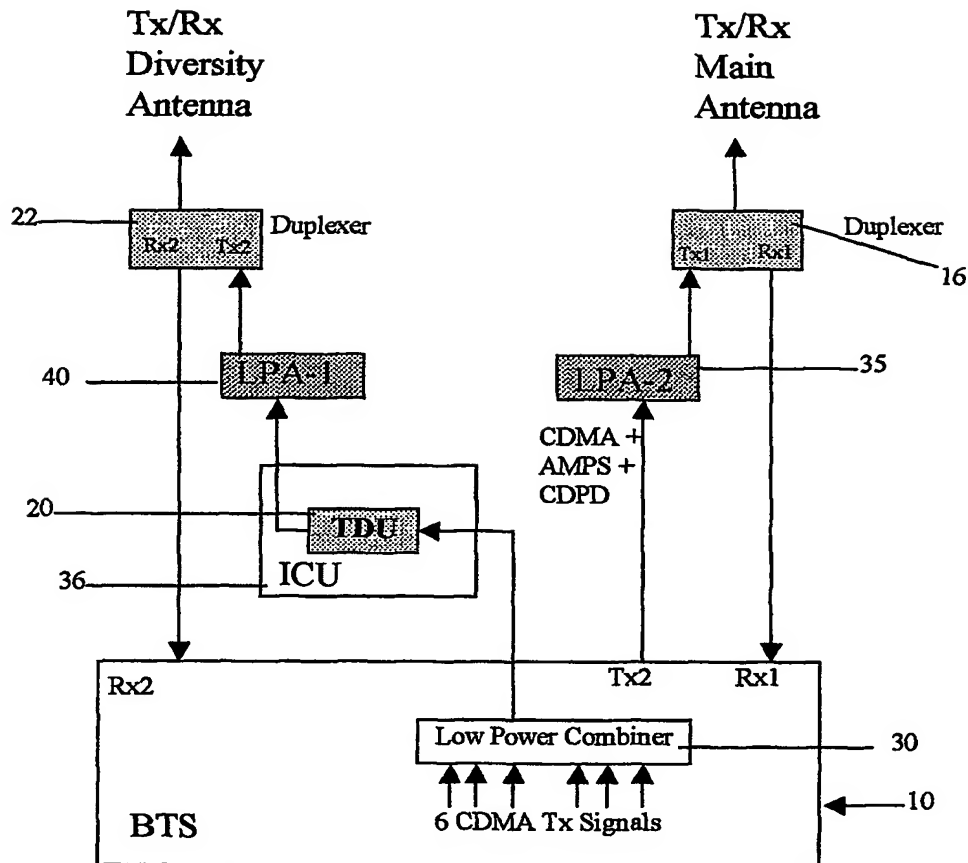 Tx/Rx
Diversity
Antenna
Tx/Rx
Main
Antenna
22
Rx2 Tx2
Duplexer
Tx1 Rx1
Duplexer
16
40
LPA-1
LPA-2
35
CDMA +
AMPS +
CDPD
20
TDU
36
ICU
Rx2
Tx2
Rx1
Low Power Combiner
30
6 CDMA Tx Signals
10
BTS